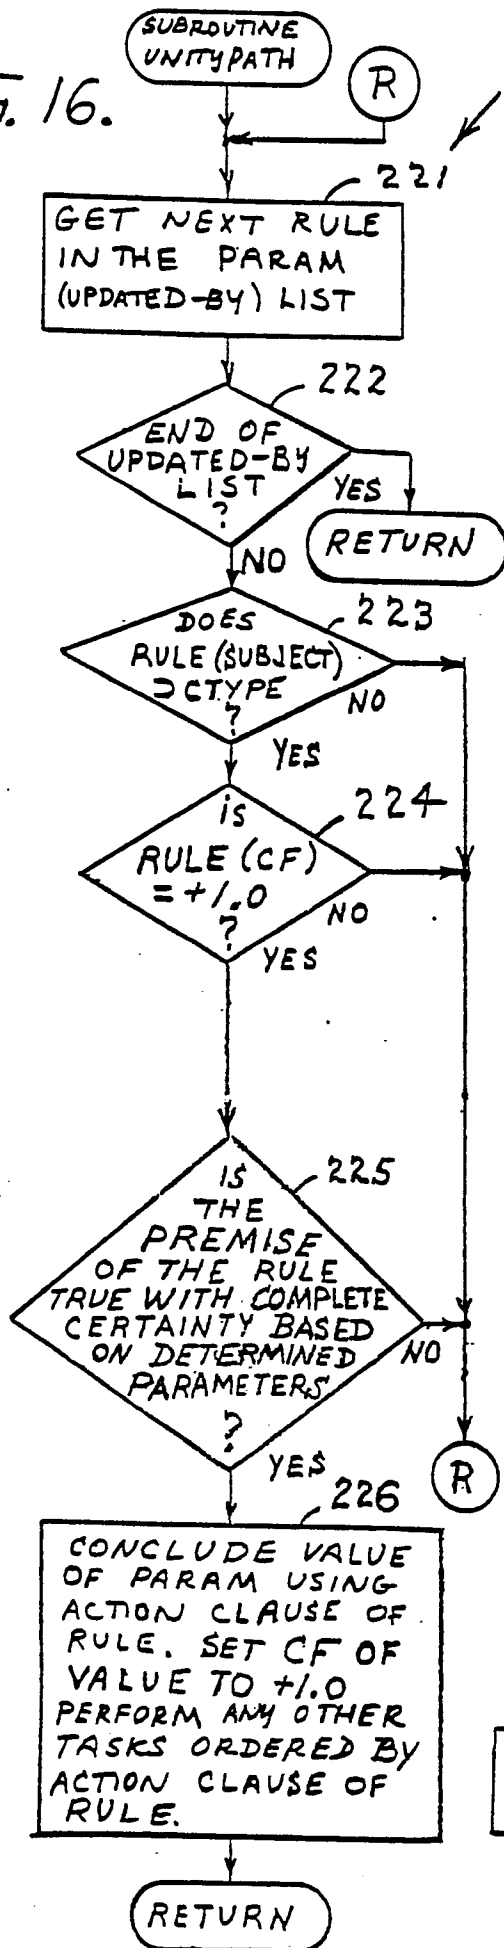 SUBROUTINE
UNITYPATH
R
16.
221
GET NEXT RULE
IN THE PARAM
(UPDATED-BY) LIST
222
END OF
UPDATED-BY
LIST
?
YES
RETURN
NO
223
DOES
RULE (SUBJECT)
⊃ CTYPE
?
NO
YES
224
is
RULE (CF)
= +1.0
?
NO
YES
225
IS
THE
PREMISE
OF THE RULE
TRUE WITH COMPLETE
CERTAINTY BASED
ON DETERMINED
PARAMETERS
?
NO
YES
R
226
CONCLUDE VALUE
OF PARAM USING
ACTION CLAUSE OF
RULE. SET CF OF
VALUE TO +1.0
PERFORM ANY OTHER
TASKS ORDERED BY
ACTION CLAUSE OF
RULE.
RETURN